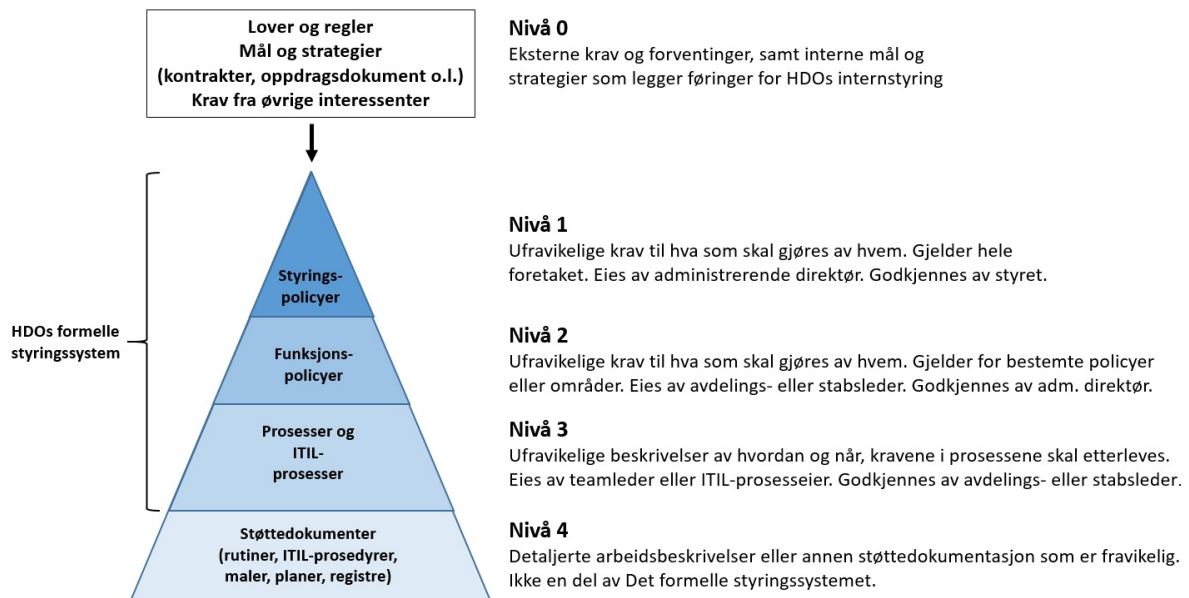 Lover og regler
Mål og strategier
(kontrakter, oppdragsdokument o.l.)
Krav fra øvrige interessenter
Nivå 0
Eksterne krav og forventinger, samt interne mål og
strategier som legger føringer for HDOs internstyring
HDOs formelle
styringssystem
Styrings-
policyer
Nivå 1
Ufravikelige krav til hva som skal gjøres av hvem. Gjelder hele
foretaket. Eies av administrerende direktør. Godkjennes av styret.
Funksjons-
policyer
Nivå 2
Ufravikelige krav til hva som skal gjøres av hvem. Gjelder for bestemte policyer
eller områder. Eies av avdelings- eller stabsleder. Godkjennes av adm. direktør.
Prosesser og
ITIL-
prosesser
Nivå 3
Ufravikelige beskrivelser av hvordan og når, kravene i prosessene skal etterleves.
Eies av teamleder eller ITIL-prosesseier. Godkjennes av avdelings- eller stabsleder.
Støttedokumenter
(rutiner, ITIL-prosedyrer,
maler, planer, registre)
Nivå 4
Detaljerte arbeidsbeskrivelser eller annen støttedokumentasjon som er fravikelig.
Ikke en del av Det formelle styringssystemet.